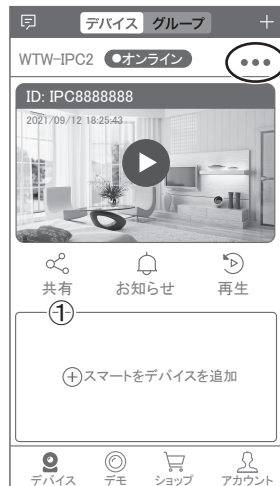 デバイス グループ
WTW-IPC2 ●オンライン
ID: IPC8888888
2021/09/12 18:25:43
共有 お知らせ 再生
①
スマートをデバイスを追加
デバイス デモ ショップ アカウント